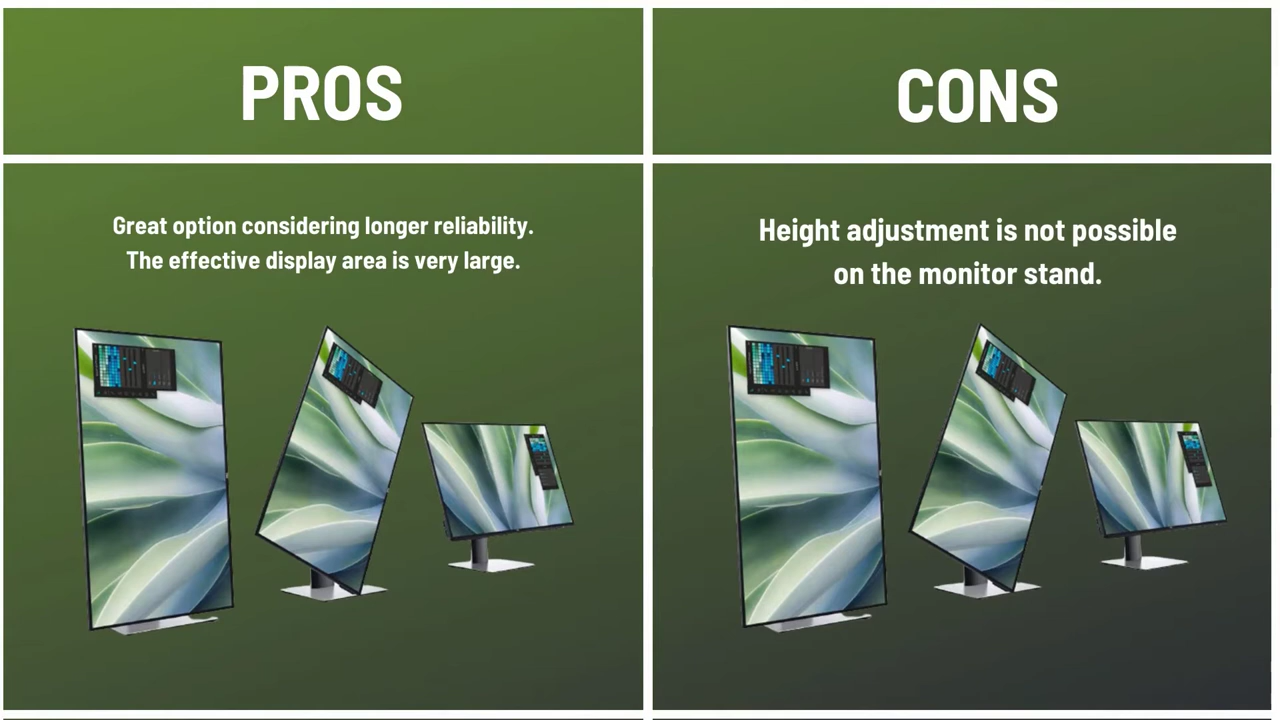 PROS
CONS
Great option considering longer reliability.
The effective display area is very large.
Height adjustment is not possible
on the monitor stand.